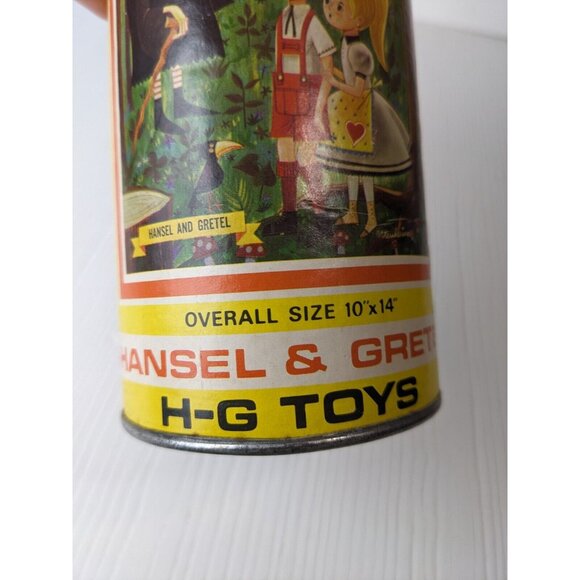 HANSEL AND GRETEL
OVERALL SIZE 10"x14"
HANSEL & GRET
H-G TOYS